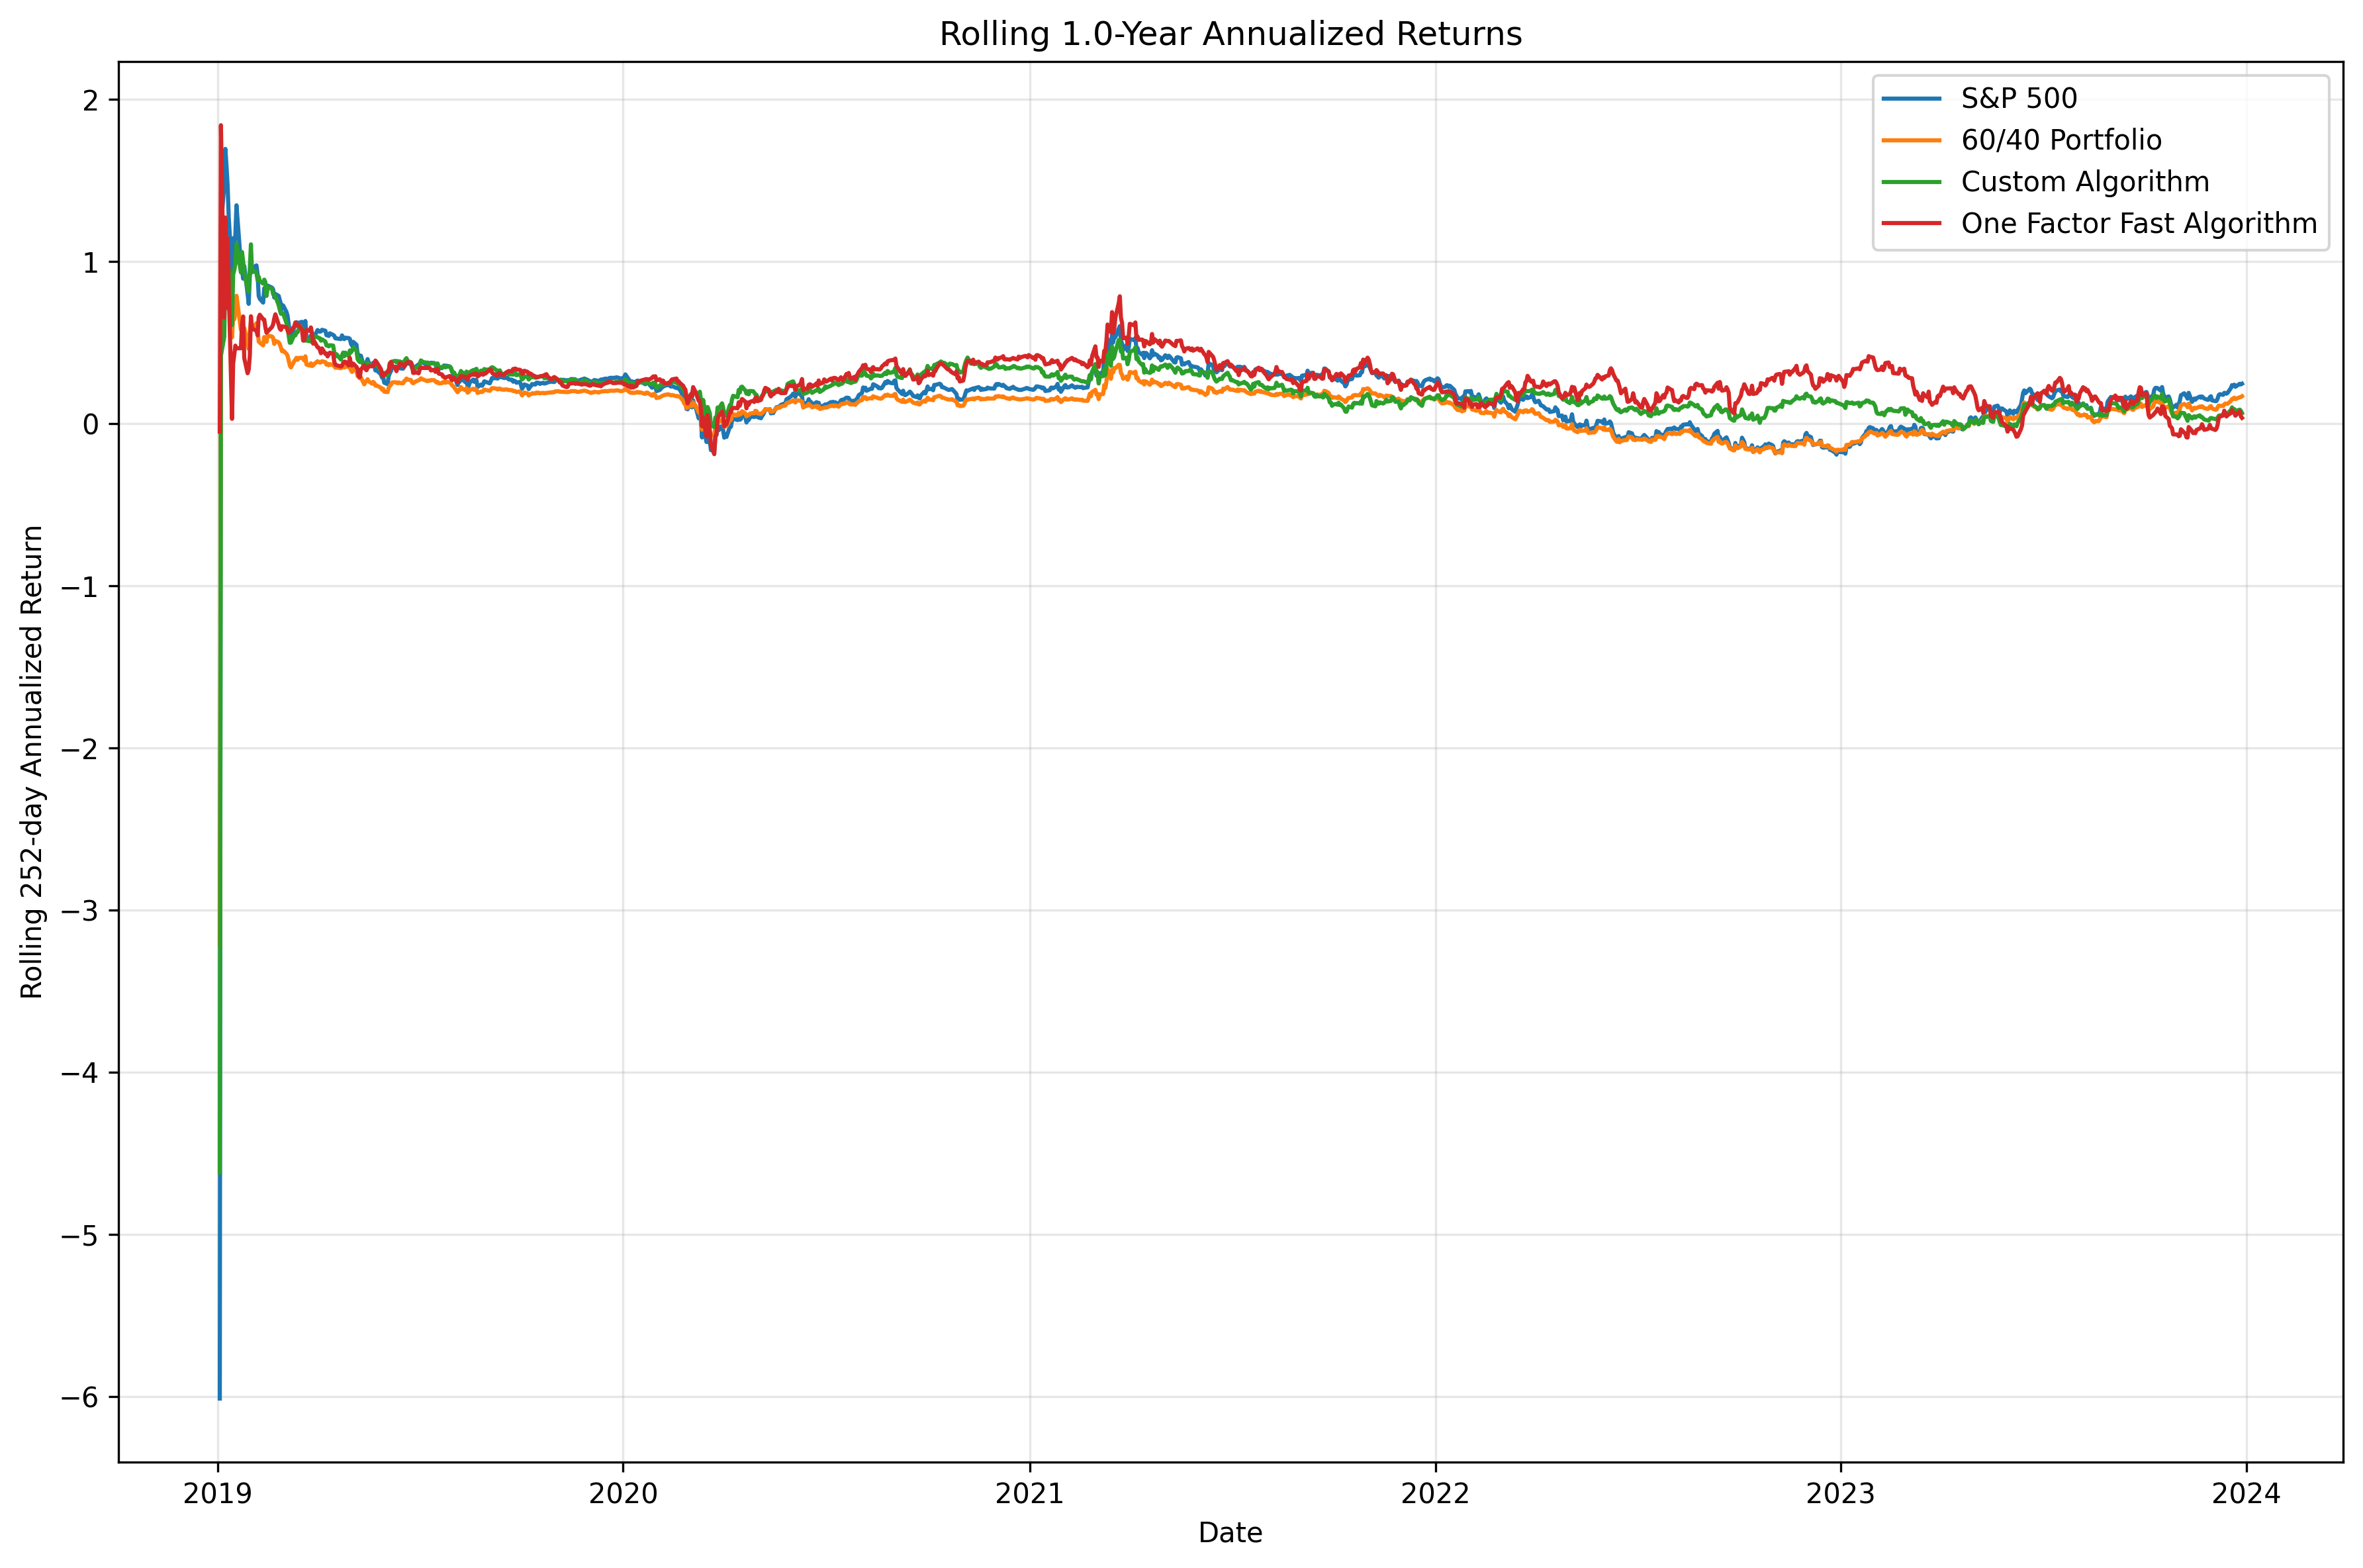 Rolling 1.0-Year Annualized Returns
S&P 500
60/40 Portfolio
Custom Algorithm
One Factor Fast Algorithm
Rolling 252-day Annualized Return
2
1
0
−1
−2
−3
−4
−5
−6
2019
2020
2021
2022
2023
2024
Date